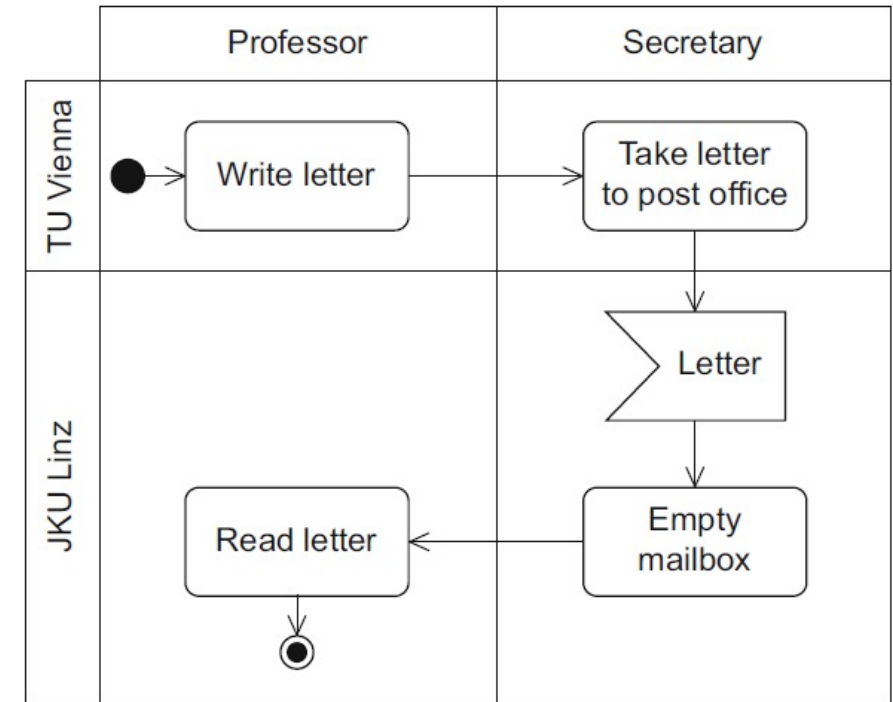 Professor
Secretary
TU Vienna
Write letter
Take letter
to post office
JKU Linz
Letter
Read letter
Empty
mailbox